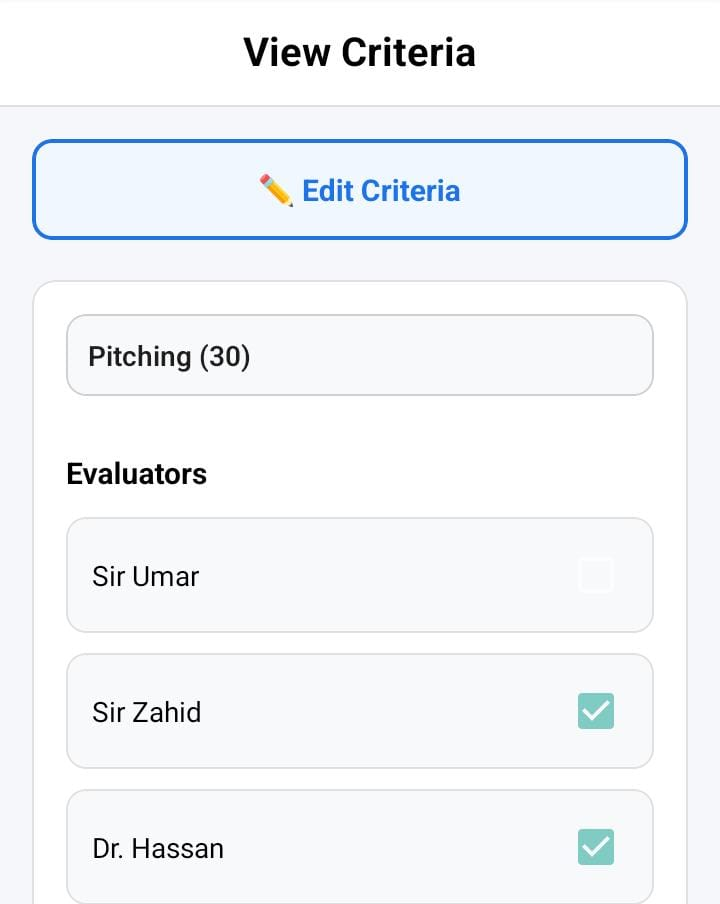 View Criteria
✏️ Edit Criteria
Pitching (30)
Evaluators
Sir Umar
Sir Zahid
Dr. Hassan